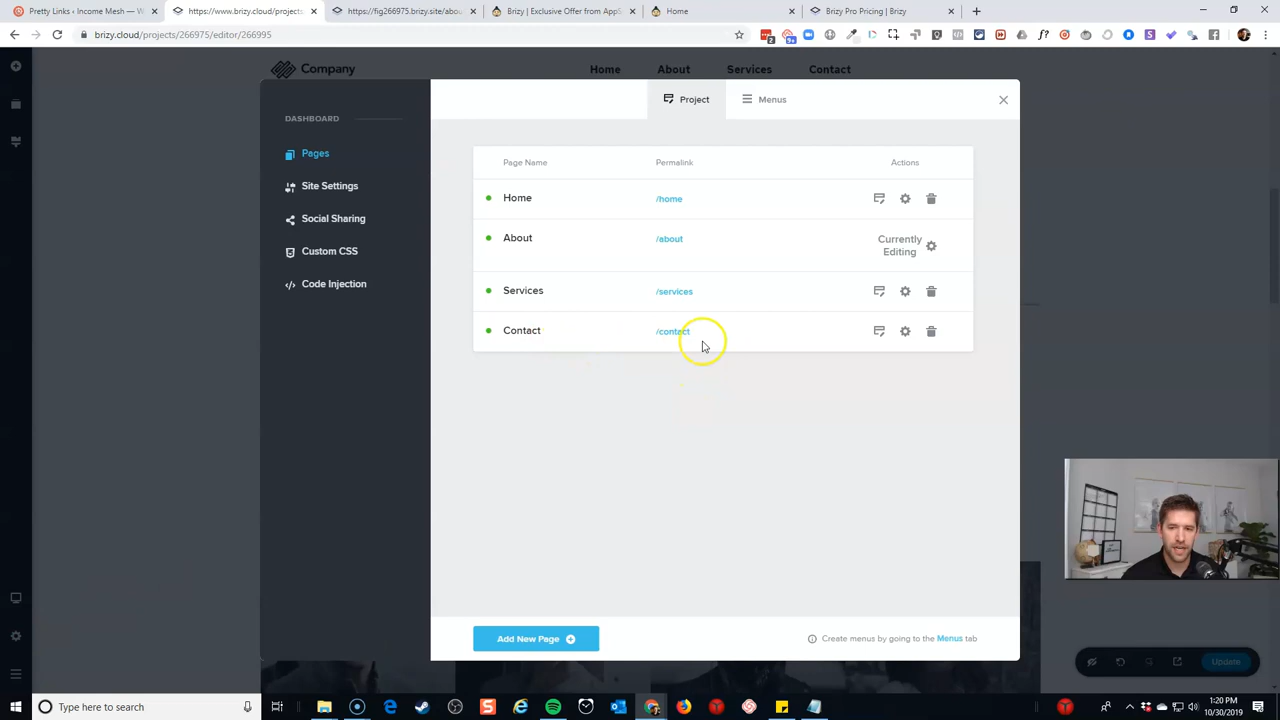 Pretty Links ‹ Income Mesh — W
https://www.brizy.cloud/projects
https://fig266975.brizy.site/abou
Brizy | Exclusive Offer from AppS
Home
Brizy Pro Pricing | Brizy
brizy.cloud/projects/266975/editor/266995
Company
Home About Services Contact
Project Menus
DASHBOARD
Pages
Site Settings
Social Sharing
Custom CSS
Code Injection
Page Name Permalink Actions
Home /home
About /about Currently
Editing
Services /services
Contact /contact
Add New Page
Create menus by going to the Menus tab
Update
Type here to search
1:20 PM
10/30/2019